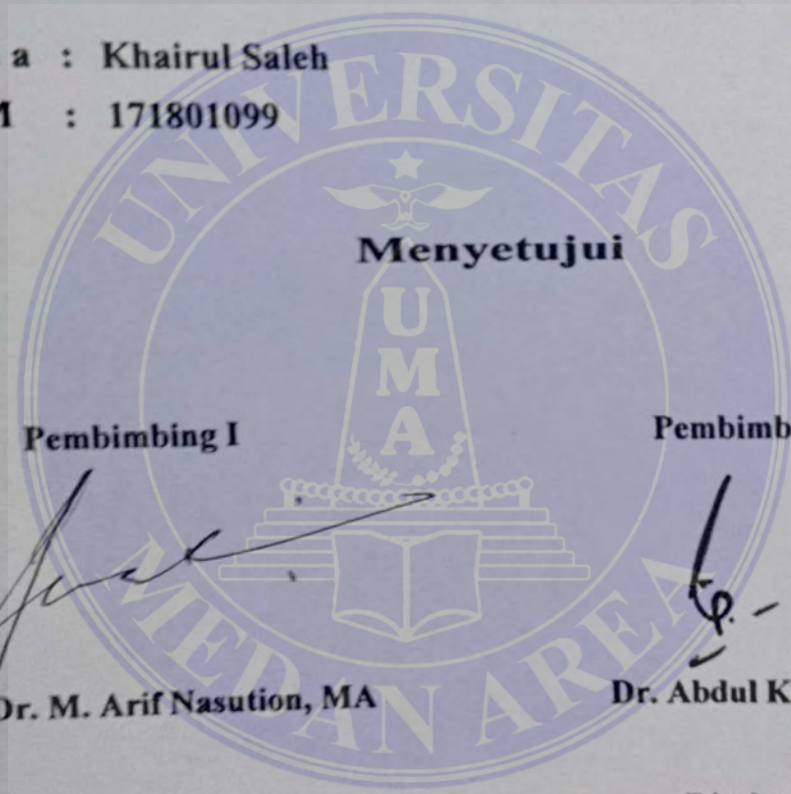 a : Khairul Saleh
M : 171801099
UNIVERSITAS
Menyetujui
UMA
Pembimbing I Pembimb
Dr. M. Arif Nasution, MA Dr. Abdul K
MEDAN AREA